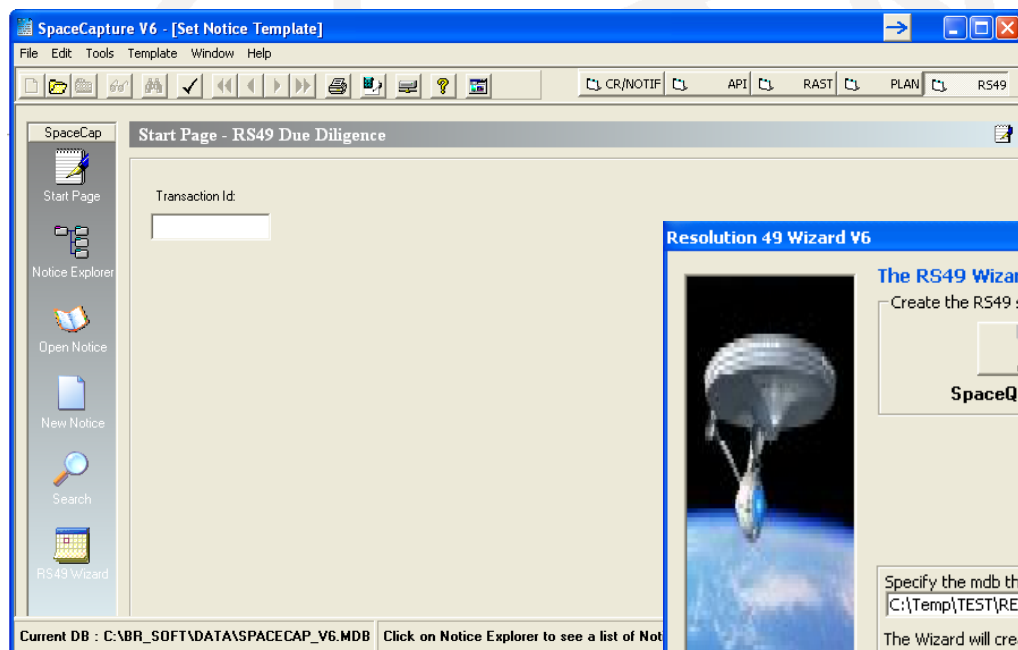 SpaceCapture V6 - [Set Notice Template]
File Edit Tools Template Window Help
CR/NOTIF API RAST PLAN RS49
SpaceCap
Start Page - RS49 Due Diligence
Start Page
Transaction Id:
Notice Explorer
Open Notice
New Notice
Search
RS49 Wizard
Resolution 49 Wizard V6
The RS49 Wizar
Create the RS49 s
SpaceQ
Specify the mdb th
C:\Temp\TEST\RE
The Wizard will crea
Current DB : C:\BR_SOFT\DATA\SPACECAP_V6.MDB Click on Notice Explorer to see a list of Not